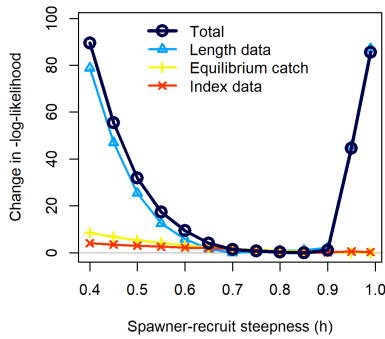 100
80
60
40
20
0
Change in -log-likelihood
Total
Length data
Equilibrium catch
Index data
0.4 0.5 0.6 0.7 0.8 0.9 1.0
Spawner-recruit steepness (h)